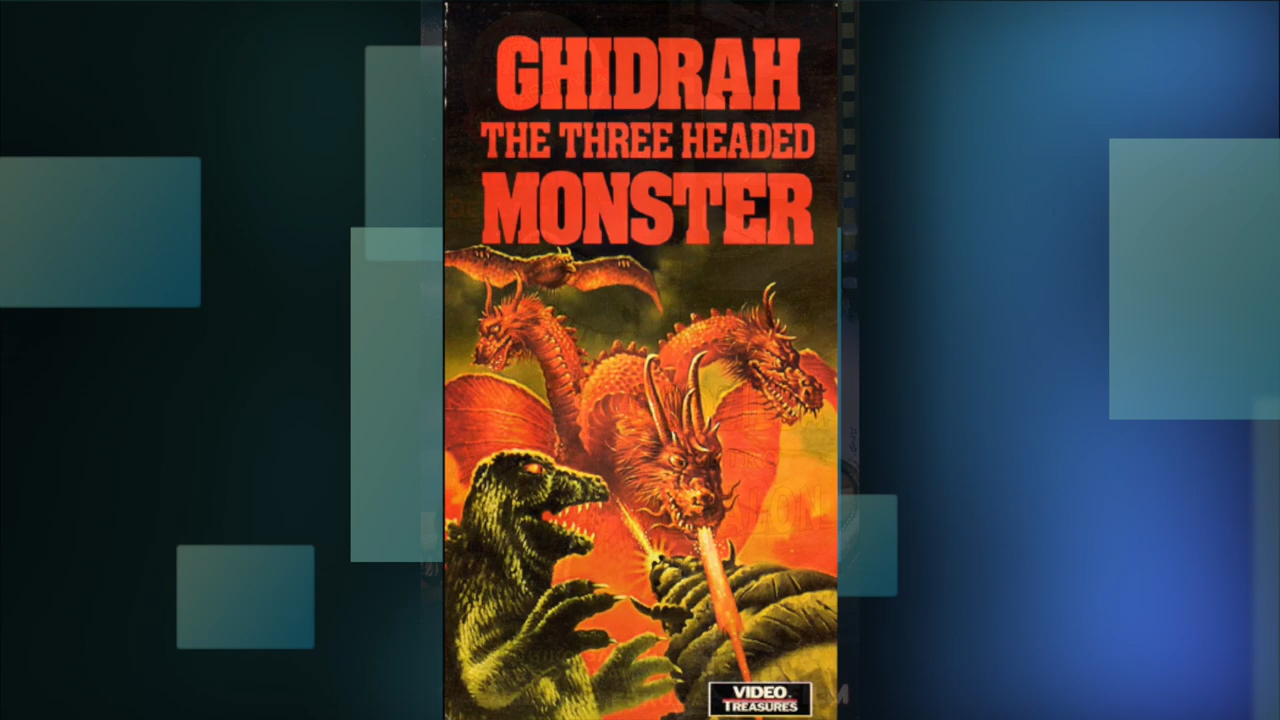 GHIDRAH
THE THREE HEADED
MONSTER
VIDEO
TREASURES